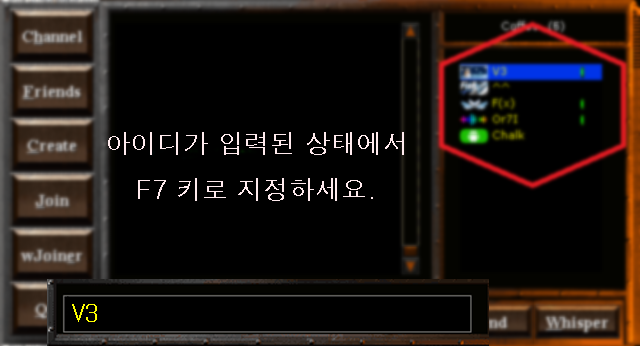 Channel
Friends
Create
Join
wJoiner
아이디가 입력된 상태에서
F7 키로 지정하세요.
V3
^^
F(x)
Or71
Chalk
V3
Whisper